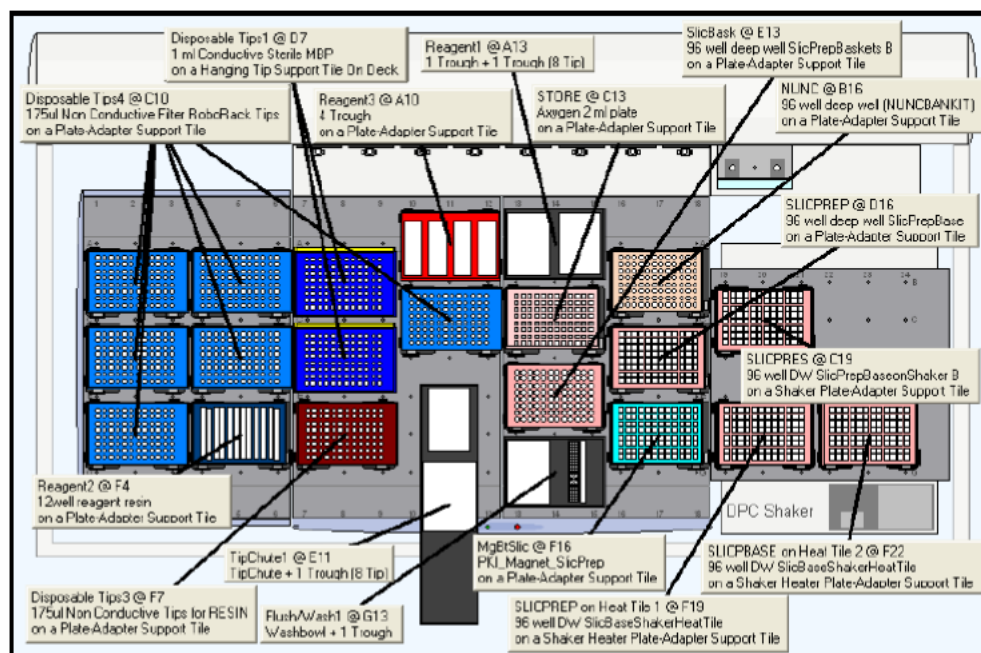 Disposable Tips1 @ D7
1 ml Conductive Sterile MBP
on a Hanging Tip Support Tile On Deck
Reagent1 @ A13
1 Trough + 1 Trough (8 Tip)
SlicBask @ E13
96 well deep well SlicPrepBaskets B
on a Plate-Adapter Support Tile
Disposable Tips4 @ C10
175ul Non Conductive Filter RoboRack Tips
on a Plate-Adapter Support Tile
Reagent3 @ A10
4 Trough
on a Plate-Adapter Support Tile
STORE @ C13
Axygen 2 ml plate
on a Plate-Adapter Support Tile
NUNC @ B16
96 well deep well (NUNCBANKIT)
on a Plate-Adapter Support Tile
SLICPREP @ D16
96 well deep well SlicPrepBase
on a Plate-Adapter Support Tile
SLICPRES @ C19
96 well DW SlicPrepBaseonShaker B
on a Shaker Plate-Adapter Support Tile
Reagent2 @ F4
12well reagent resin
on a Plate-Adapter Support Tile
DPC Shaker
TipChute1 @ E11
TipChute + 1 Trough (8 Tip)
MgBtSlic @ F16
PKI_Magnet_SlicPrep
on a Plate-Adapter Support Tile
SLICPBASE on Heat Tile 2 @ F22
96 well DW SlicBaseShakerHeatTile
on a Shaker Heater Plate-Adapter Support Tile
Disposable Tips3 @ F7
175ul Non Conductive Tips for RESIN
on a Plate-Adapter Support Tile
Flush/Wash1 @ G13
Washbowl + 1 Trough
SLICPREP on Heat Tile 1 @ F19
96 well DW SlicBaseShakerHeatTile
on a Shaker Heater Plate-Adapter Support Tile